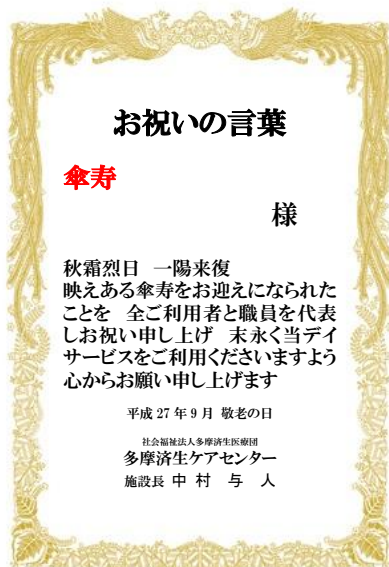 お祝いの言葉
傘寿
様
秋霜烈日 一陽来復
映えある傘寿をお迎えになられた
ことを 全ご利用者と職員を代表
しお祝い申し上げ 末永く当デイ
サービスをご利用くださいますよう
心からお願い申し上げます
平成 27 年 9 月 敬老の日
社会福祉法人多摩済生医療団
多摩済生ケアセンター
施設長 中 村 与 人